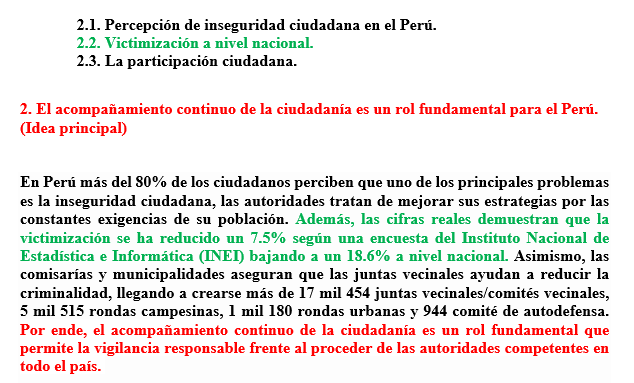 2.1. Percepción de inseguridad ciudadana en el Perú.
2.2. Victimización a nivel nacional.
2.3. La participación ciudadana.
2. El acompañamiento continuo de la ciudadanía es un rol fundamental para el Perú.
(Idea principal)
En Perú más del 80% de los ciudadanos perciben que uno de los principales problemas
es la inseguridad ciudadana, las autoridades tratan de mejorar sus estrategias por las
constantes exigencias de su población. Además, las cifras reales demuestran que la
victimización se ha reducido un 7.5% según una encuesta del Instituto Nacional de
Estadística e Informática (INEI) bajando a un 18.6% a nivel nacional. Asimismo, las
comisarías y municipalidades aseguran que las juntas vecinales ayudan a reducir la
criminalidad, llegando a crearse más de 17 mil 454 juntas vecinales/comités vecinales,
5 mil 515 rondas campesinas, 1 mil 180 rondas urbanas y 944 comité de autodefensa.
Por ende, el acompañamiento continuo de la ciudadanía es un rol fundamental que
permite la vigilancia responsable frente al proceder de las autoridades competentes en
todo el país.